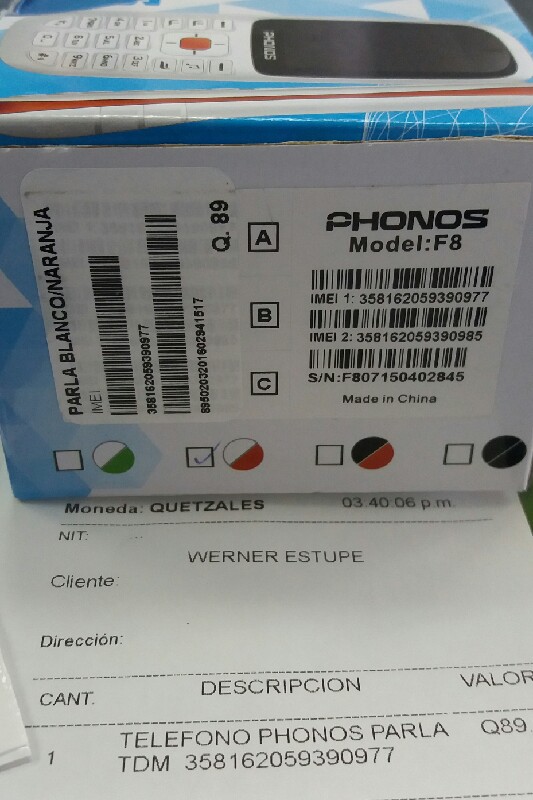 PHONOS
PARLA BLANCO/NARANJA
IMEI
358162059390977
8950203201602941517
Q. 89
A
B
C
PHONOS
Model:F8
IMEI 1: 358162059390977
IMEI 2: 358162059390985
S/N:F807150402845
Made in China
Moneda: QUETZALES 03.40.06 p.m.
NIT:
WERNER ESTUPE
Cliente:
Dirección:
CANT. DESCRIPCION VALOR
1 TELEFONO PHONOS PARLA Q89.
TDM 358162059390977